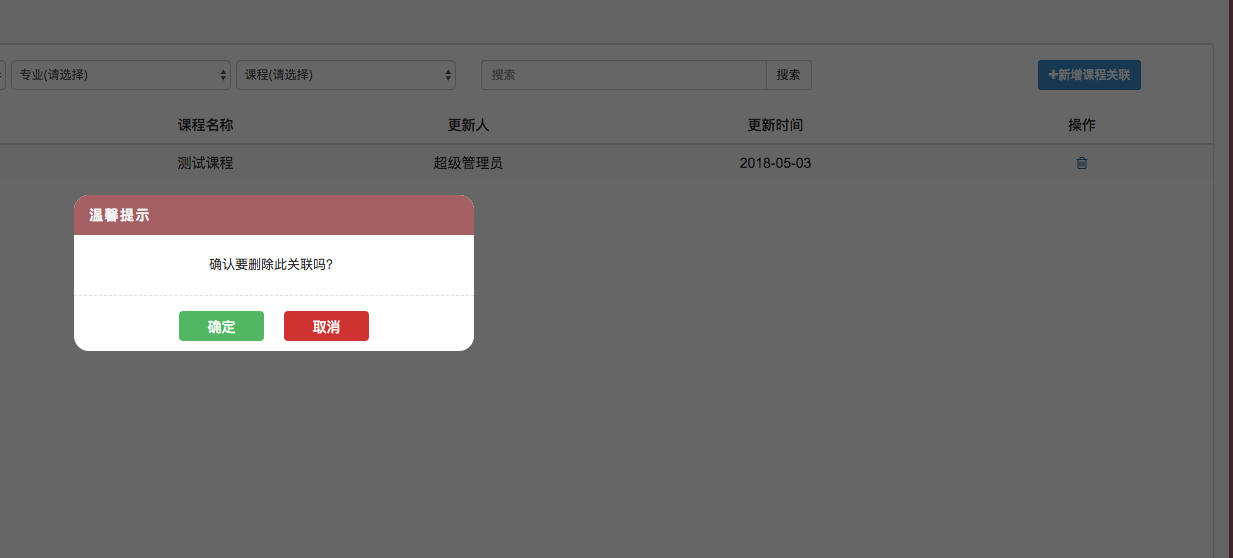 专业(请选择) 课程(请选择) 搜索 搜索 新增课程关联
课程名称 更新人 更新时间 操作
测试课程 超级管理员 2018-05-03
温馨提示
确认要删除此关联吗?
确定 取消